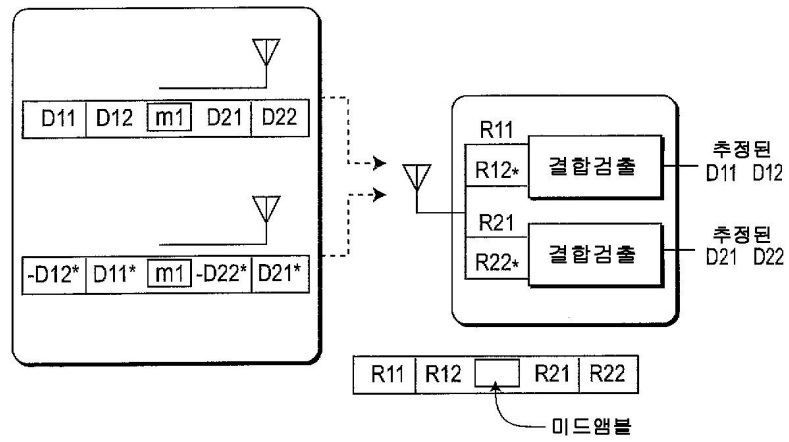 D11 D12 m1 D21 D22
-D12* D11* m1 -D22* D21*
R11
R12*
결합검출
추정된
D11 D12
R21
R22*
결합검출
추정된
D21 D22
R11 R12 R21 R22
미드앰블